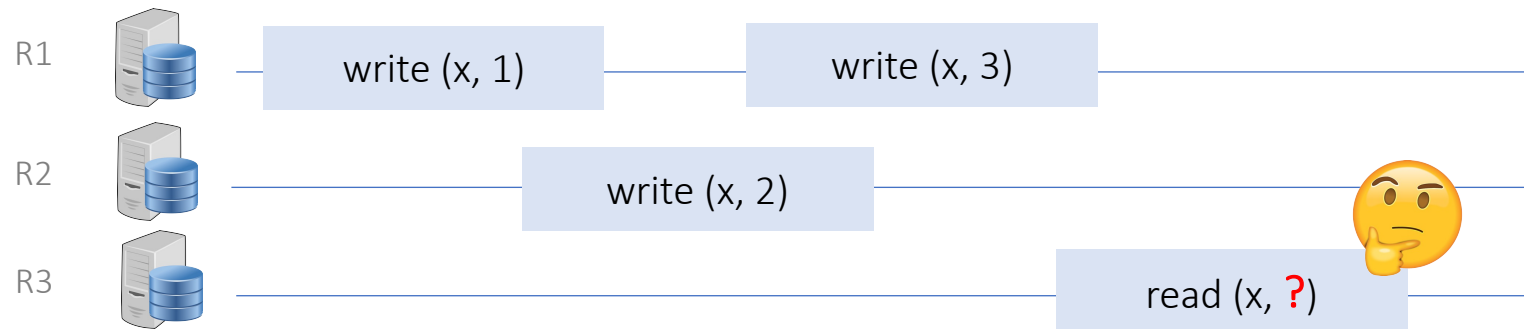 R1
write (x, 1)
write (x, 3)
R2
write (x, 2)
R3
read (x, ?)